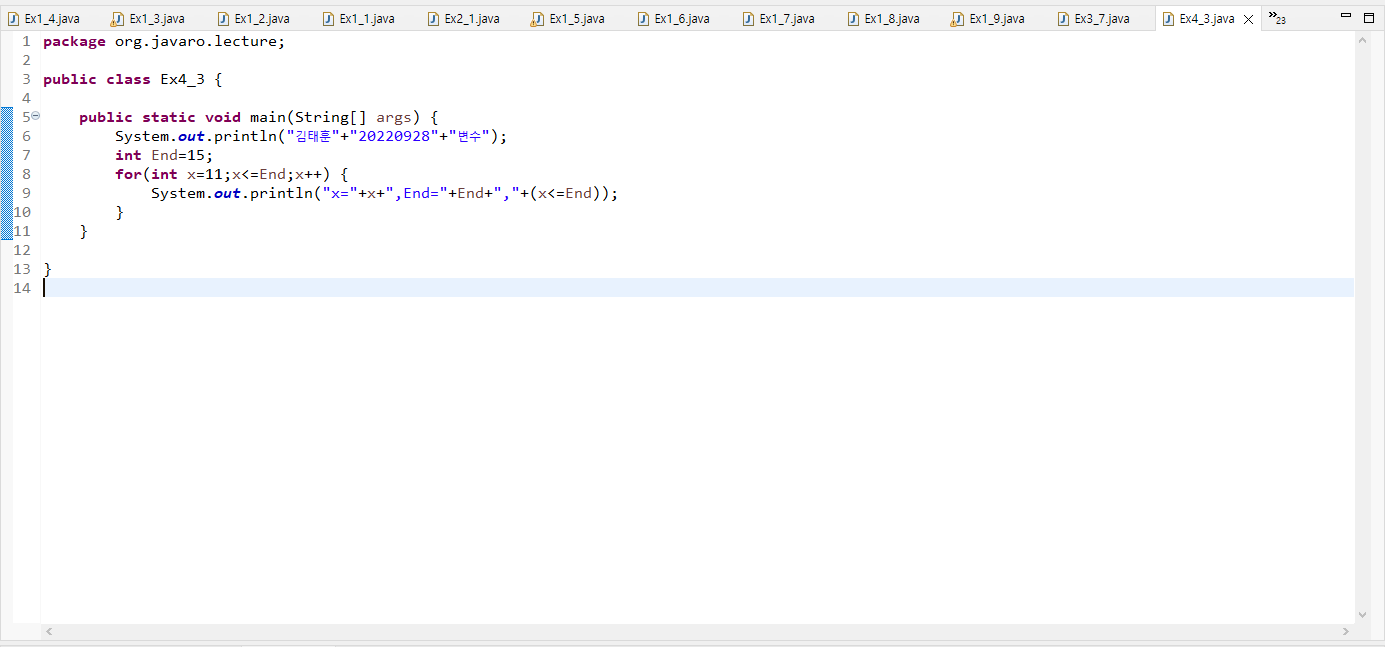 Ex1_4.java Ex1_3.java Ex1_2.java Ex1_1.java Ex2_1.java Ex1_5.java Ex1_6.java Ex1_7.java Ex1_8.java Ex1_9.java Ex3_7.java Ex4_3.java 23
1 package org.javaro.lecture;
2
3 public class Ex4_3 {
4
5 public static void main(String[] args) {
6 System.out.println("김태훈"+"20220928"+"변수");
7 int End=15;
8 for(int x=11;x<=End;x++) {
9 System.out.println("x="+x+",End="+End+","+(x<=End));
10 }
11 }
12
13 }
14